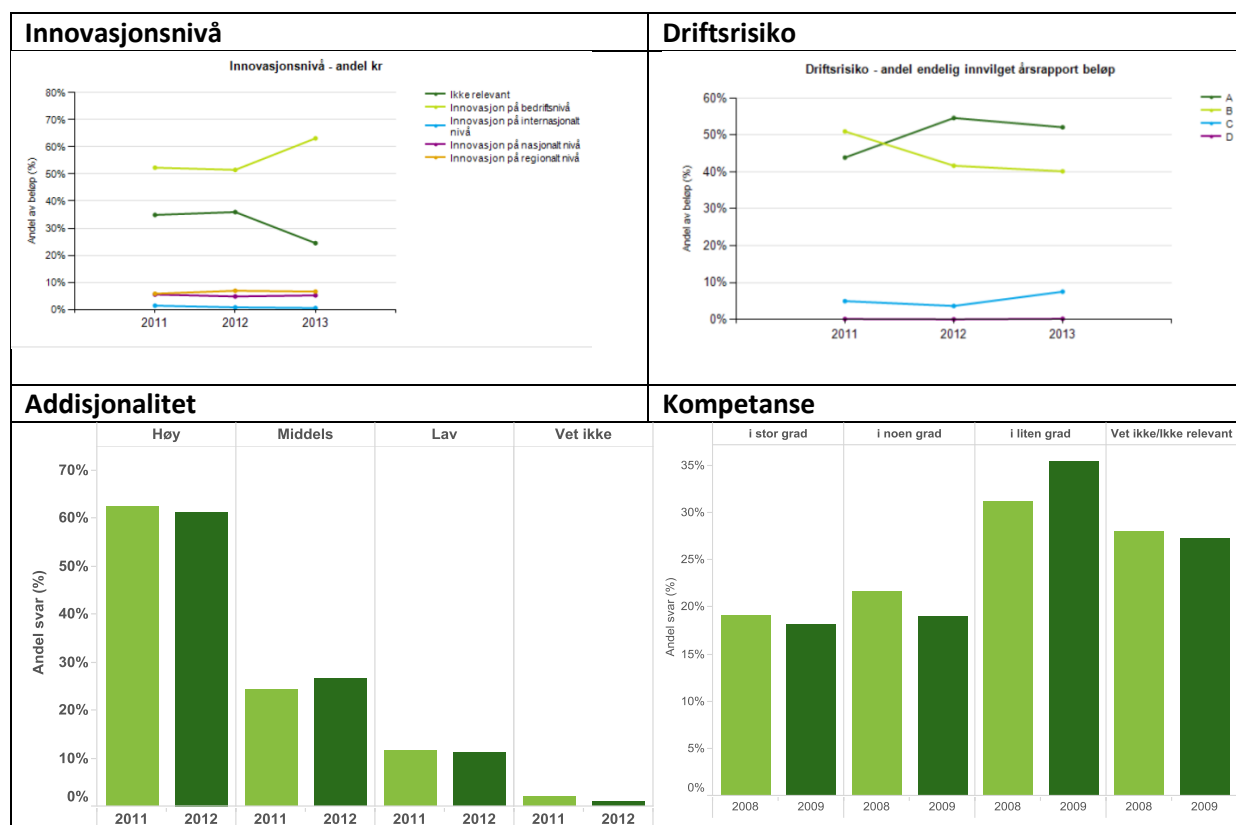 Innovasjonsnivå
Innovasjonsnivå - andel kr
80%
70%
60%
50%
40%
30%
20%
10%
0%
Andel av beløp (%)
2011 2012 2013
Ikke relevant
Innovasjon på bedriftsnivå
Innovasjon på internasjonalt
nivå
Innovasjon på nasjonalt nivå
Innovasjon på regionalt nivå
Driftsrisiko
Driftsrisiko - andel endelig innvilget årsrapport beløp
60%
50%
40%
30%
20%
10%
0%
Andel av beløp (%)
2011 2012 2013
A
B
C
D
Addisjonalitet
Høy Middels Lav Vet ikke
70%
60%
50%
40%
30%
20%
10%
0%
Andel svar (%)
2011 2012 2011 2012 2011 2012 2011 2012
Kompetanse
i stor grad i noen grad i liten grad Vet ikke/Ikke relevant
35%
30%
25%
20%
15%
10%
5%
0%
Andel svar (%)
2008 2009 2008 2009 2008 2009 2008 2009